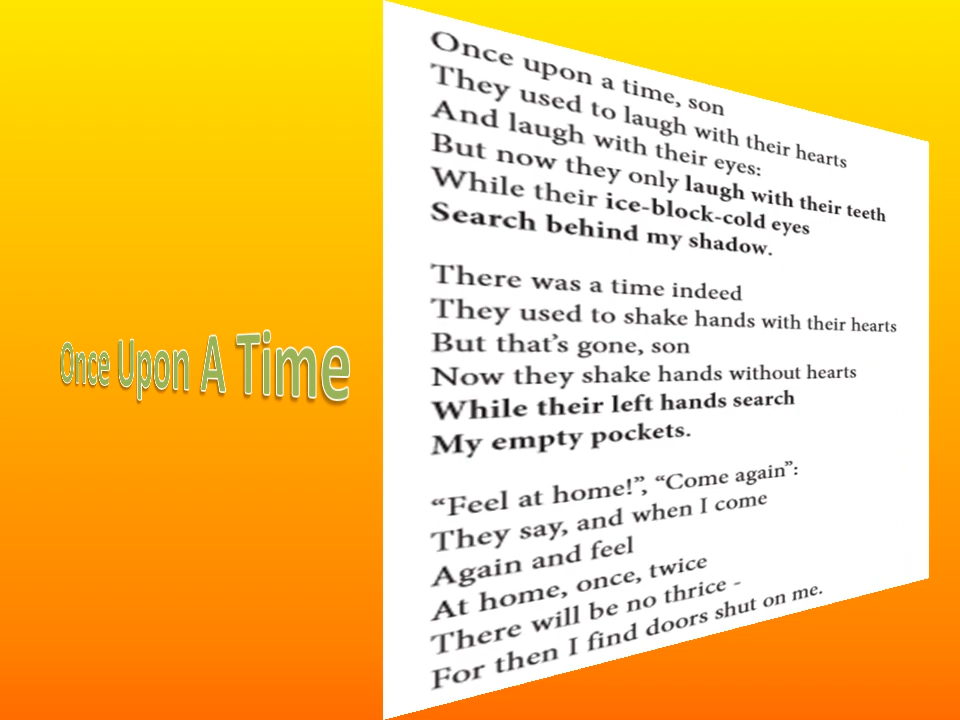 Once Upon A Time
Once upon a time, son
They used to laugh with their hearts
And laugh with their eyes:
But now they only laugh with their teeth
While their ice-block-cold eyes
Search behind my shadow.
There was a time indeed
They used to shake hands with their hearts
But that’s gone, son
Now they shake hands without hearts
While their left hands search
My empty pockets.
“Feel at home!”, “Come again”:
They say, and when I come
Again and feel
At home, once, twice
There will be no thrice -
For then I find doors shut on me.